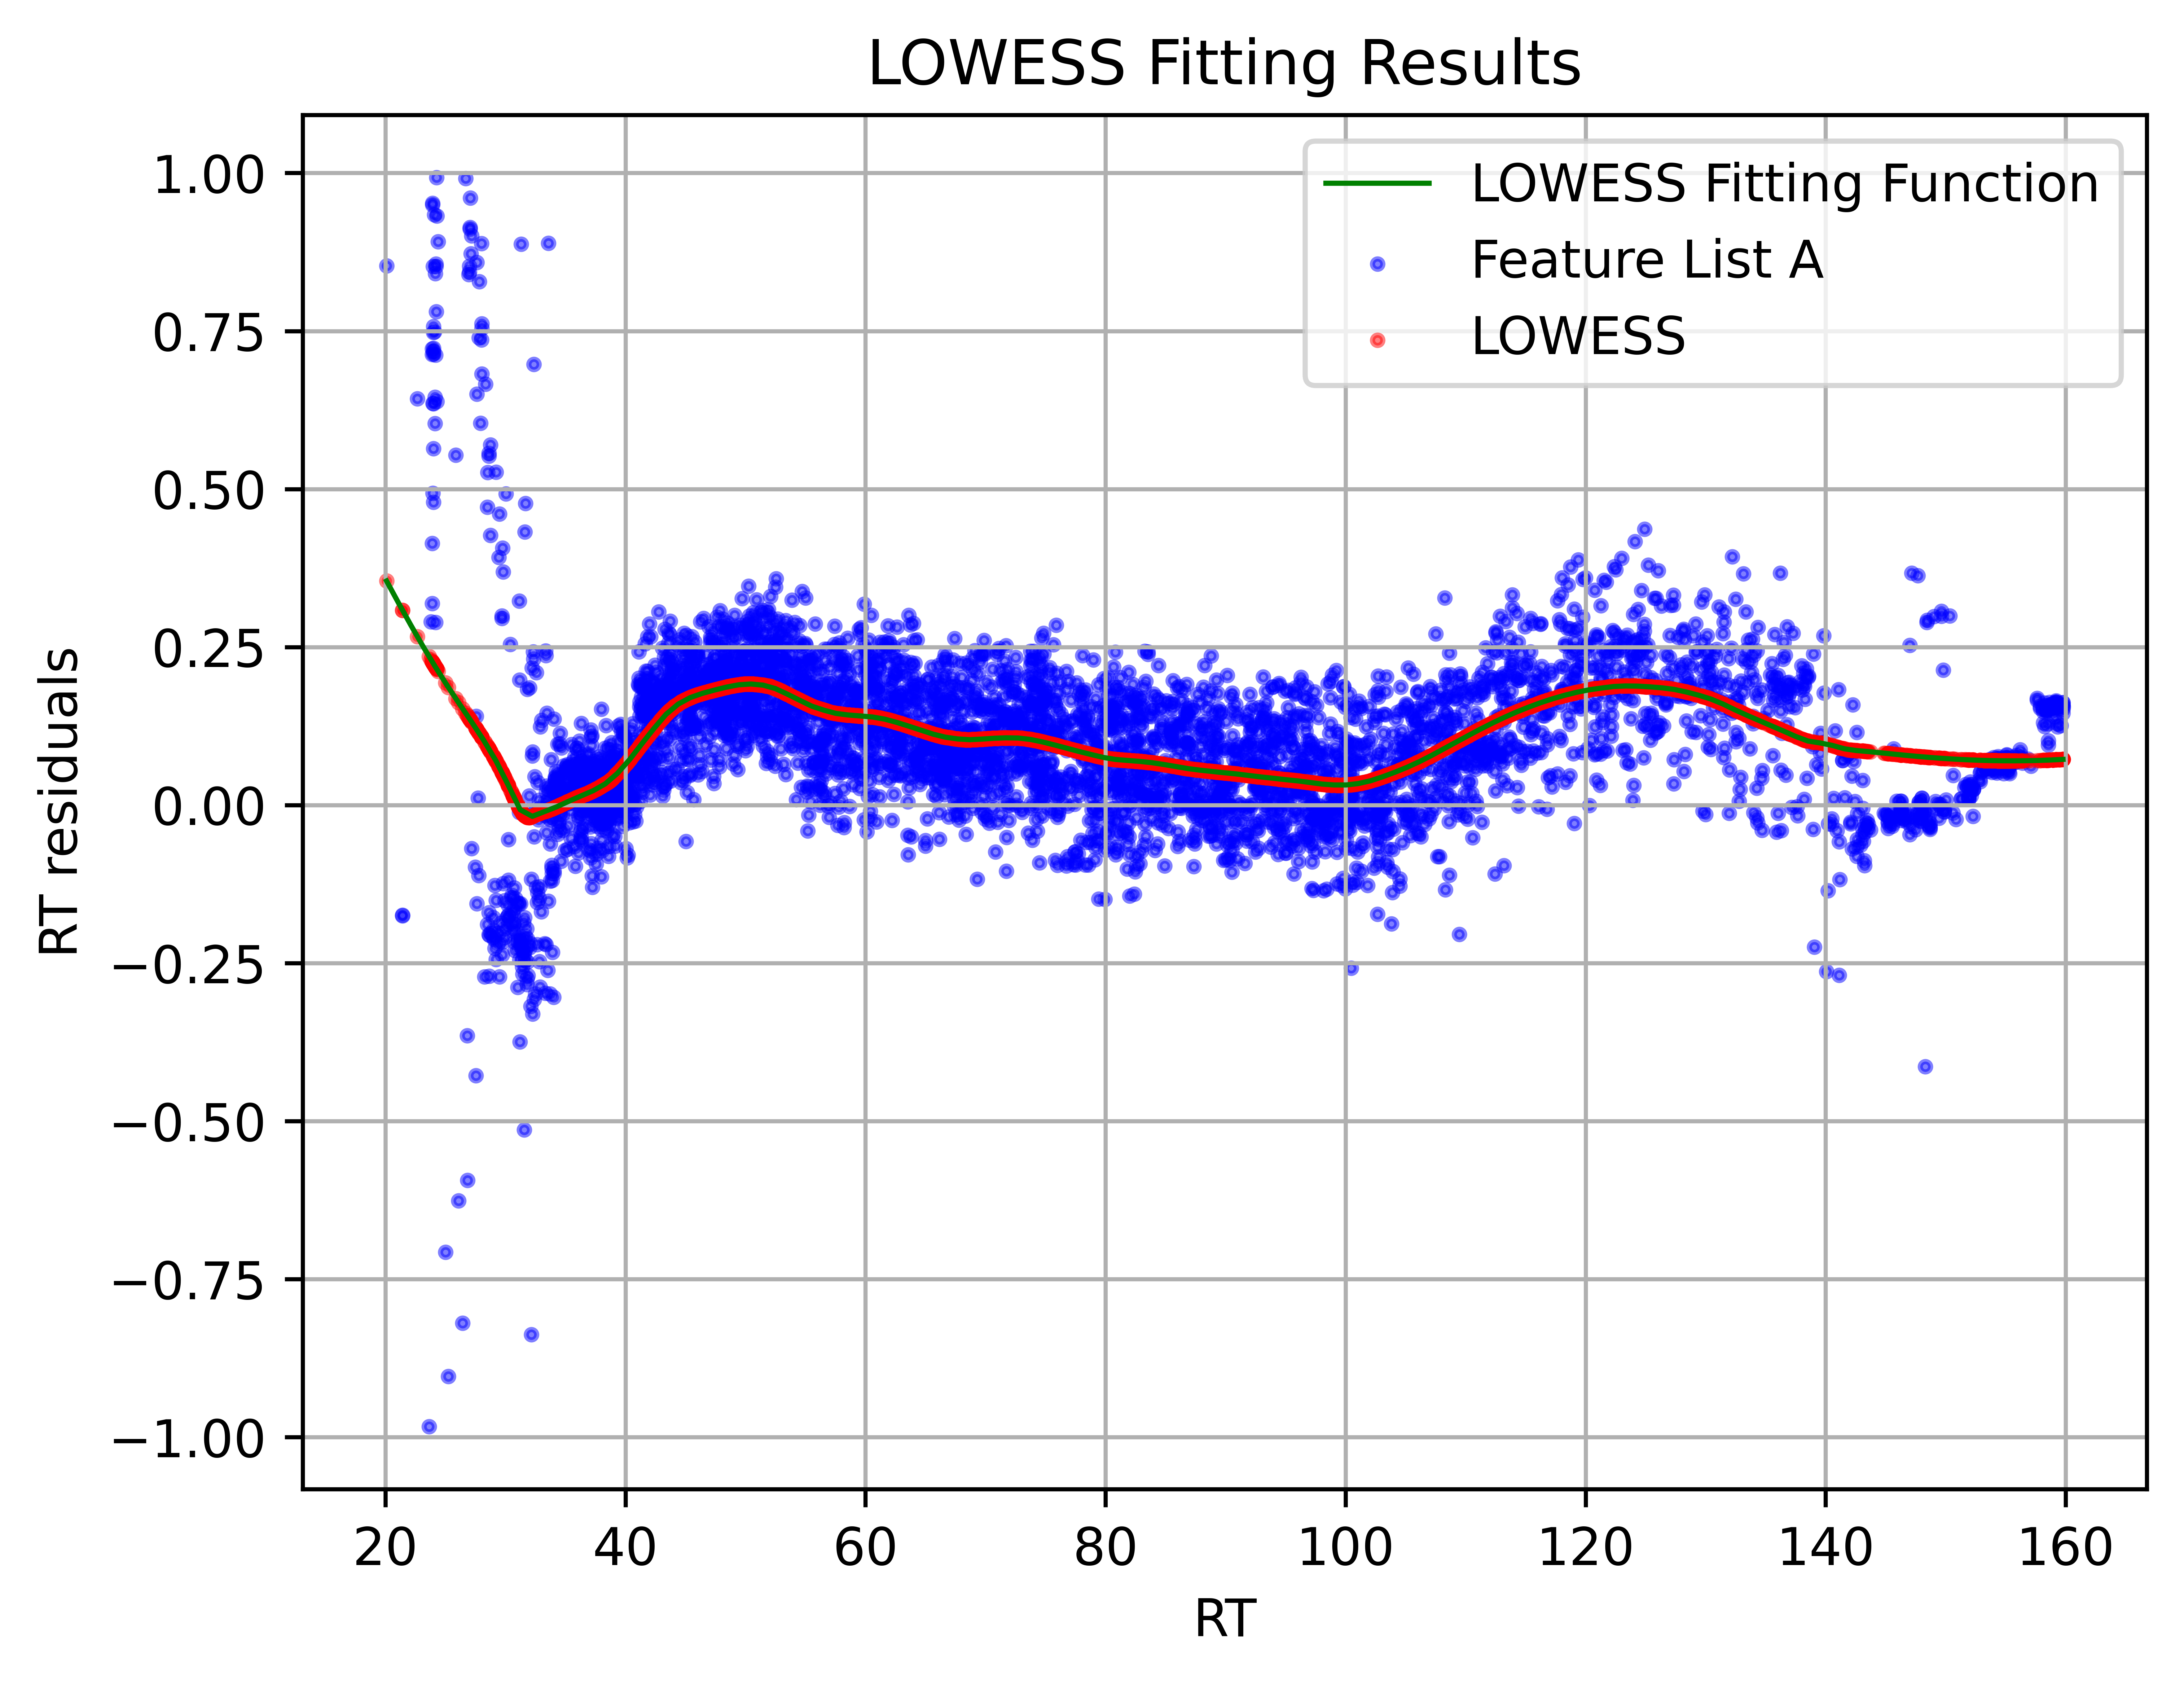 LOWESS Fitting Results
LOWESS Fitting Function
Feature List A
LOWESS
RT residuals
1.00
0.75
0.50
0.25
0.00
−0.25
−0.50
−0.75
−1.00
20 40 60 80 100 120 140 160
RT